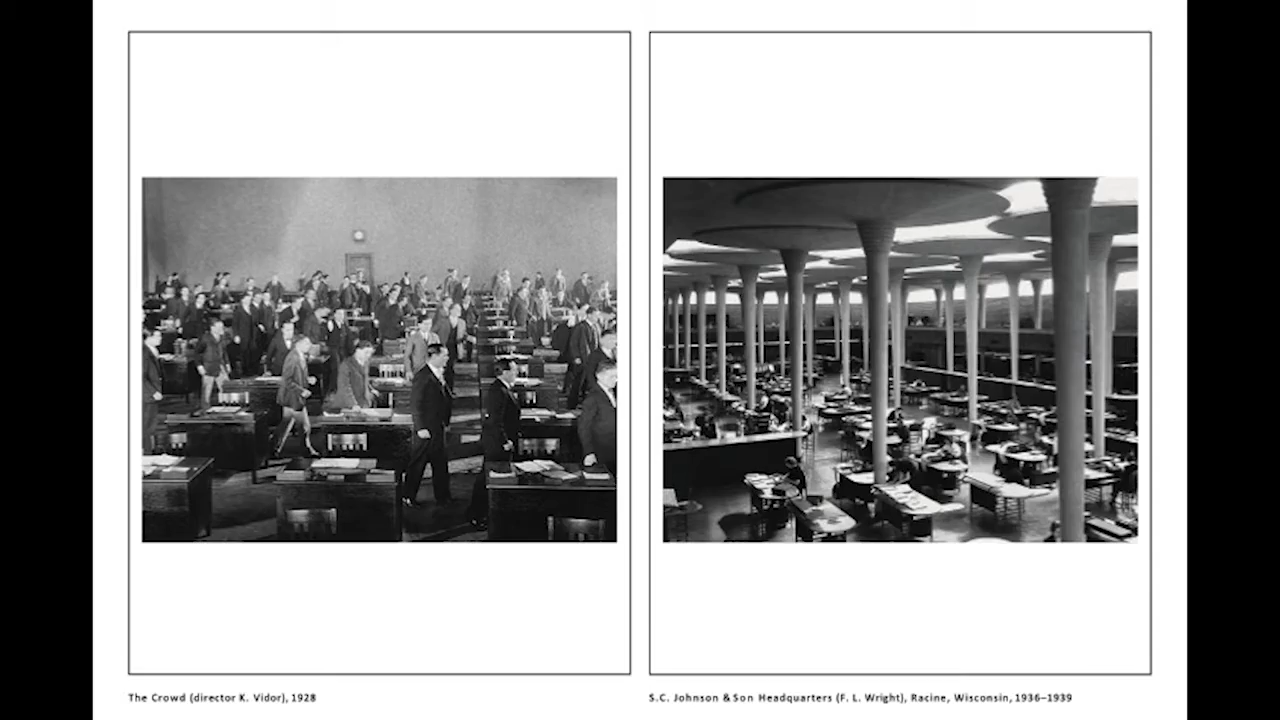 The Crowd (director K. Vidor), 1928
S.C. Johnson & Son Headquarters (F. L. Wright), Racine, Wisconsin, 1936–1939